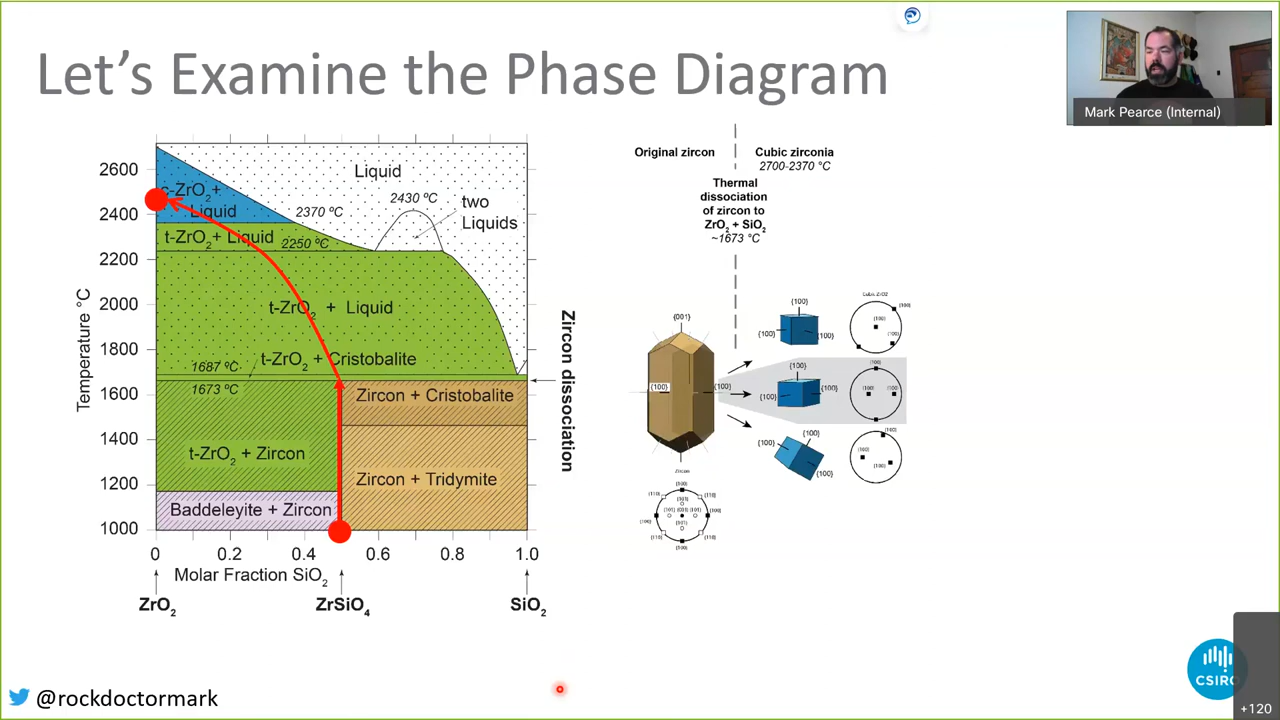 Let's Examine the Phase Diagram
Mark Pearce (Internal)
Temperature °C
2600
2400
2200
2000
1800
1600
1400
1200
1000
0
0.2
0.4
0.6
0.8
1.0
Molar Fraction SiO₂
ZrO₂
ZrSiO₄
SiO₂
Liquid
c-ZrO₂+
Liquid
2370 ºC
2430 ºC
two
Liquids
t-ZrO₂+ Liquid
2250 ºC
t-ZrO₂ + Liquid
1687 ºC
t-ZrO₂ + Cristobalite
1673 ºC
Zircon + Cristobalite
t-ZrO₂ + Zircon
Zircon + Tridymite
Baddeleyite + Zircon
Zircon dissociation
Original zircon
Cubic zirconia
2700-2370 °C
Thermal
dissociation
of zircon to
ZrO₂ + SiO₂
~1673 °C
{001}
{100}
{100}
Zircon
{100}
{100}
{100}
{100}
{100}
{100}
{100}
{100}
{100}
Cubic ZrO2
@rockdoctormark
CSIRO
+120